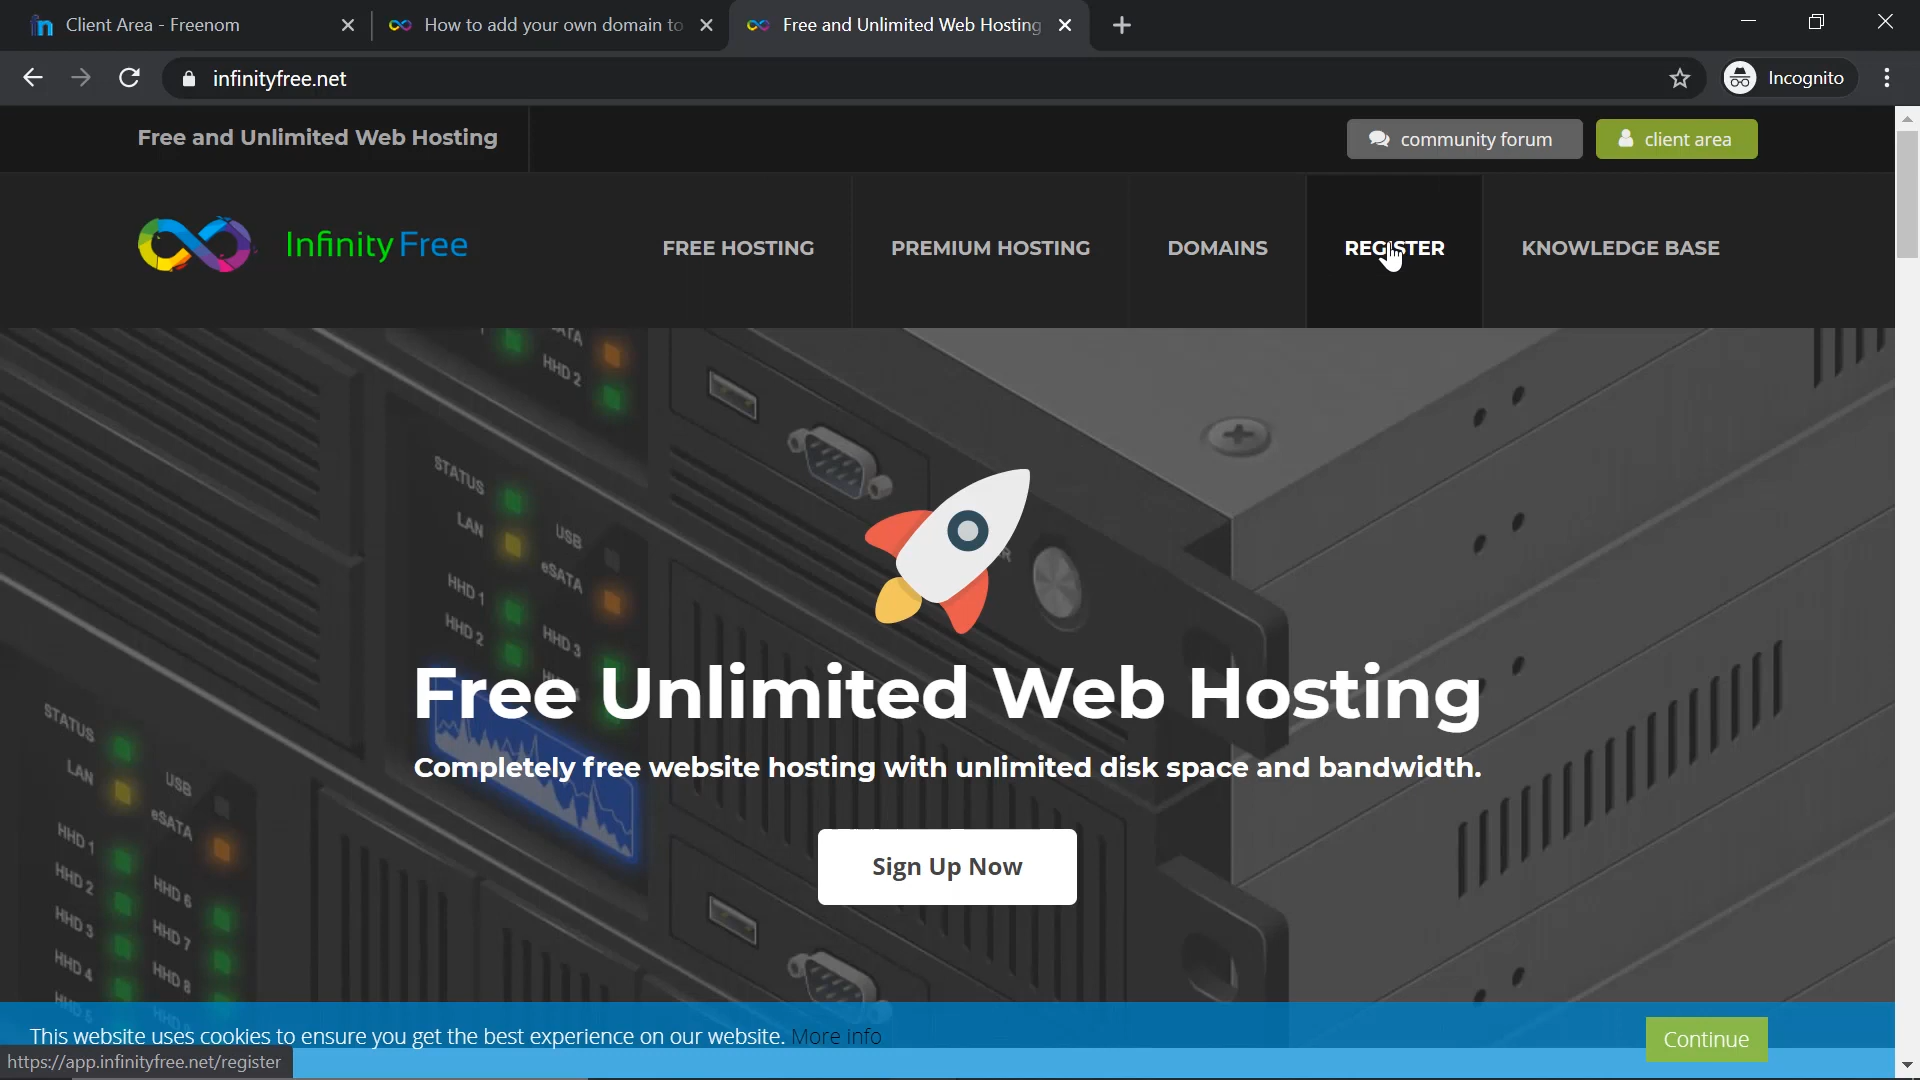 Client Area - Freenom
How to add your own domain to
Free and Unlimited Web Hosting
infinityfree.net
Incognito
Free and Unlimited Web Hosting
community forum
client area
InfinityFree
FREE HOSTING
PREMIUM HOSTING
DOMAINS
REGISTER
KNOWLEDGE BASE
HHD 2
STATUS
LAN
USB
eSATA
HHD 1
HHD 2
HHD 3
Free Unlimited Web Hosting
Completely free website hosting with unlimited disk space and bandwidth.
Sign Up Now
STATUS
LAN
USB
eSATA
HHD 1
HHD 2
HHD 3
HHD 4
HHD 6
HHD 7
HHD 8
This website uses cookies to ensure you get the best experience on our website. More info
Continue
https://app.infinityfree.net/register